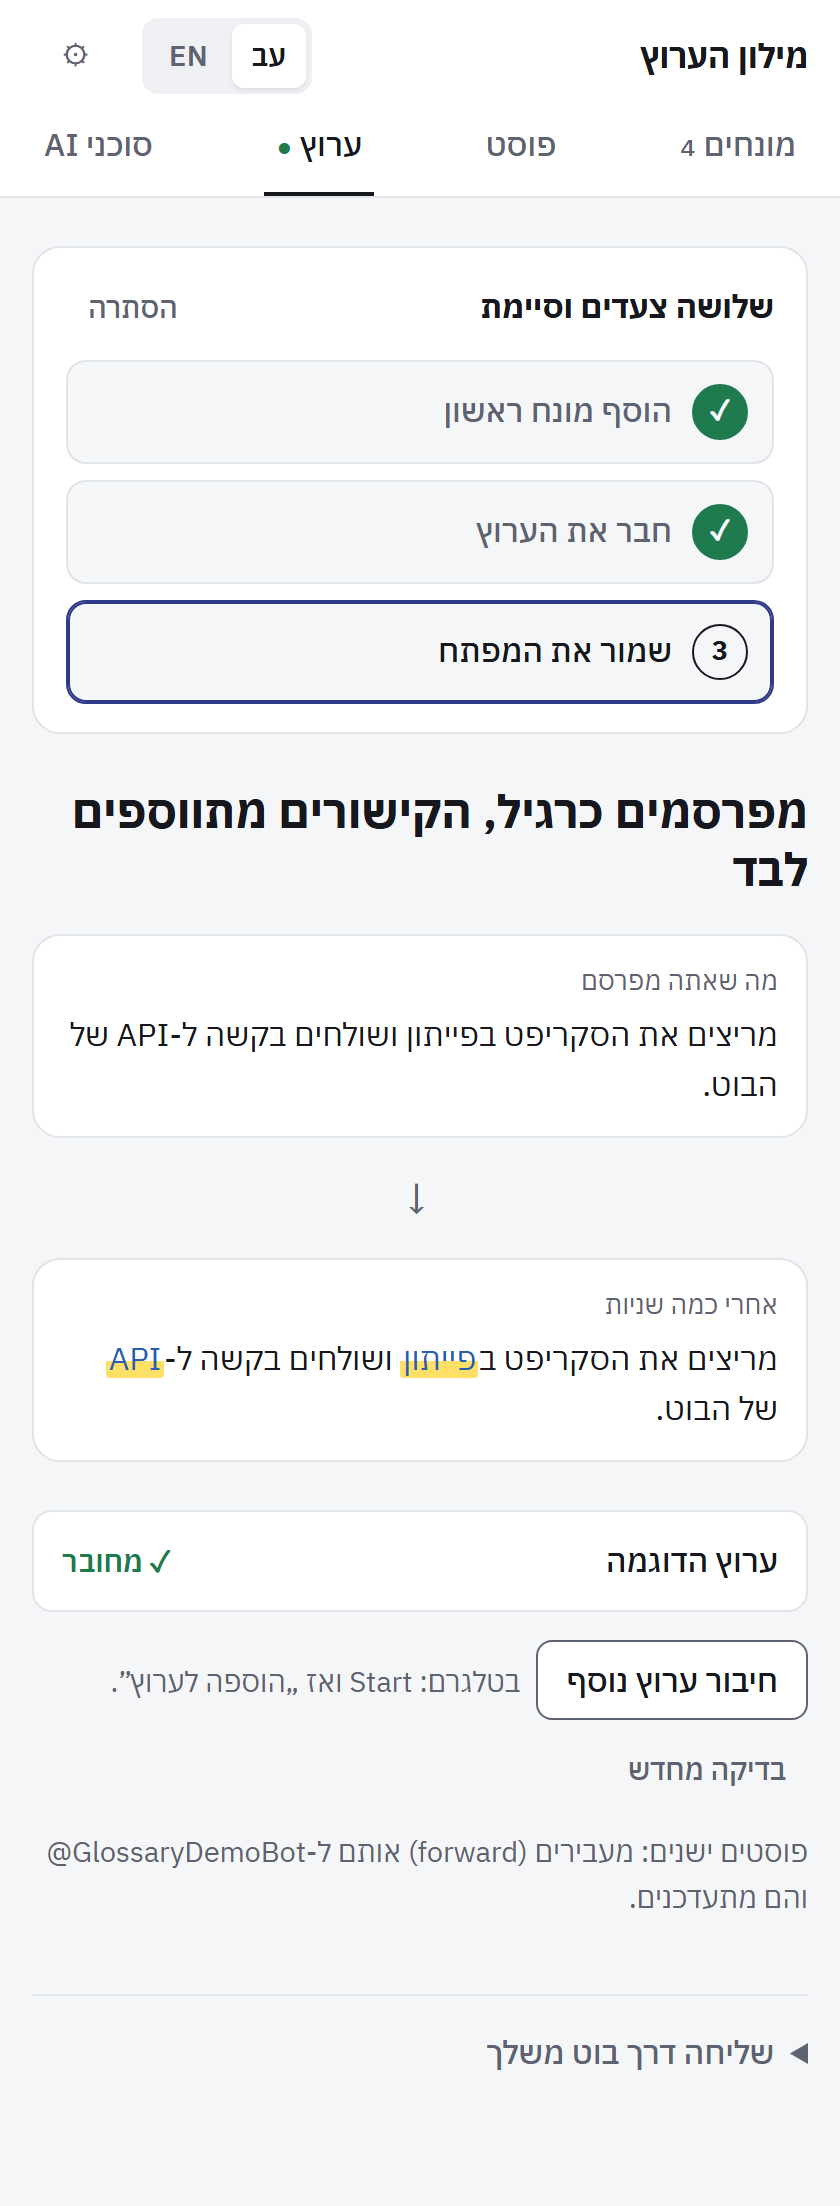 מילון הערוץ
עב
EN
מונחים 4
פוסט
ערוץ
סוכני AI
שלושה צעדים וסיימת
הסתרה
הוסף מונח ראשון
חבר את הערוץ
3
שמור את המפתח
מפרסמים כרגיל, הקישורים מתווספים
לבד
מה שאתה מפרסם
מריצים את הסקריפט בפייתון ושולחים בקשה ל-API של
הבוט.
↓
אחרי כמה שניות
מריצים את הסקריפט בפייתון ושולחים בקשה ל-API
של הבוט.
ערוץ הדוגמה
✓ מחובר
חיבור ערוץ נוסף
בטלגרם: Start ואז „הוספה לערוץ”.
בדיקה מחדש
פוסטים ישנים: מעבירים (forward) אותם ל-@GlossaryDemoBot
והם מתעדכנים.
שליחה דרך בוט משלך